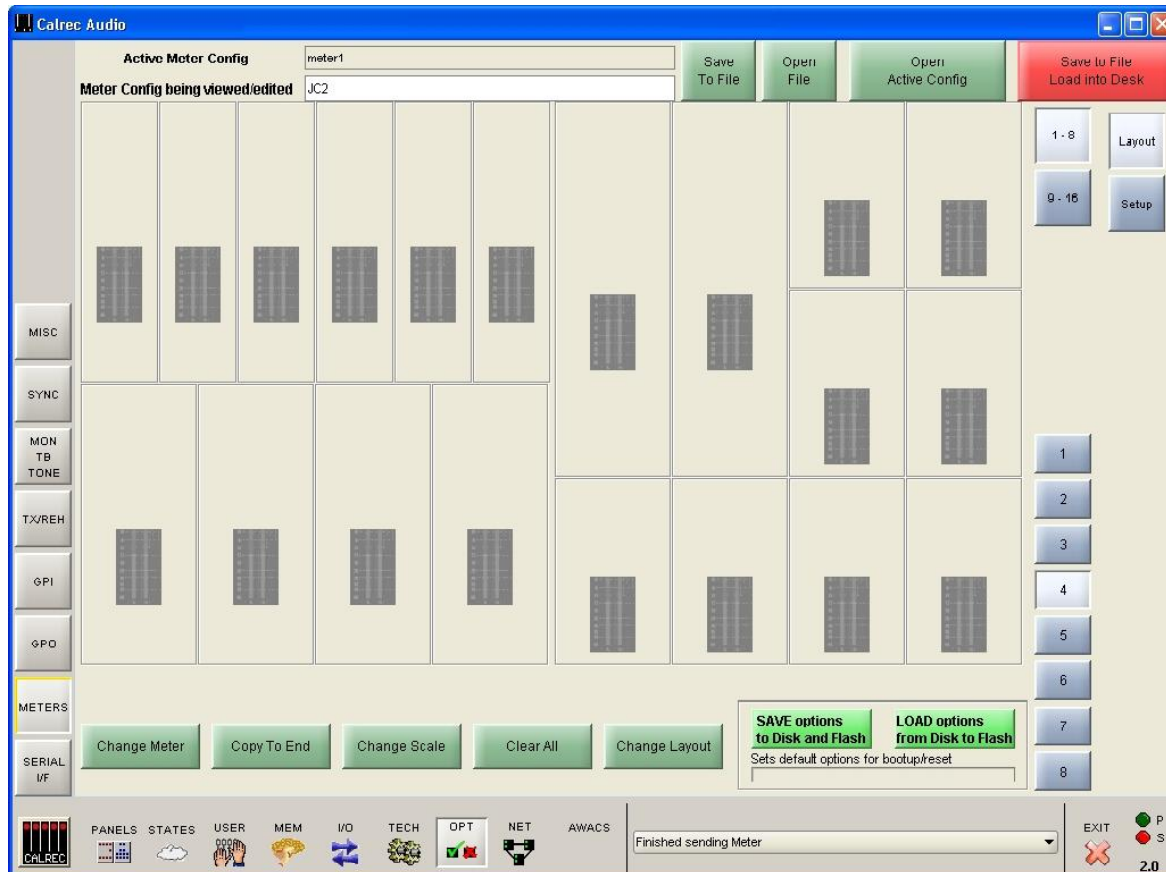 Calrec Audio
Active Meter Config
meter1
Save
To File
Open
File
Open
Active Config
Save to File
Load into Desk
Meter Config being viewed/edited
JC2
1 - 8
Layout
9 - 16
Setup
MISC
SYNC
MON
TB
TONE
TX/REH
GPI
GPO
METERS
SERIAL
I/F
1
2
3
4
5
6
7
8
Change Meter
Copy To End
Change Scale
Clear All
Change Layout
SAVE options
to Disk and Flash
LOAD options
from Disk to Flash
Sets default options for bootup/reset
CALREC
PANELS
STATES
USER
MEM
I/O
TECH
OPT
NET
AWACS
Finished sending Meter
EXIT
P
S
2.0